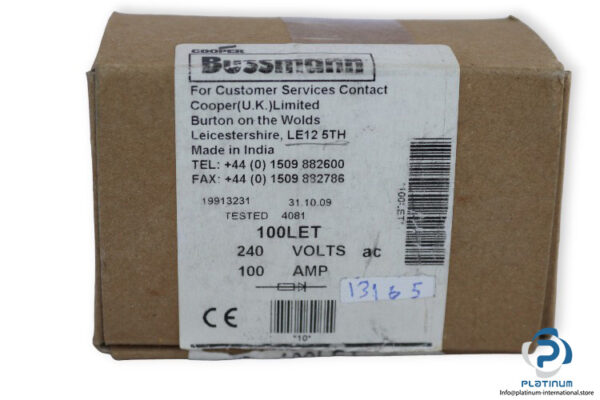 COOPER
Bussmann
For Customer Services Contact
Cooper(U.K.)Limited
Burton on the Wolds
Leicestershire, LE12 5TH
Made in India
TEL: +44 (0) 1509 882600
FAX: +44 (0) 1509 882786
19913231 31.10.09
TESTED 4081
100LET
240 VOLTS ac
100 AMP
13165
CE
*10*
*100LET*
100LET
PLATINUM
Info@platinum-international.store